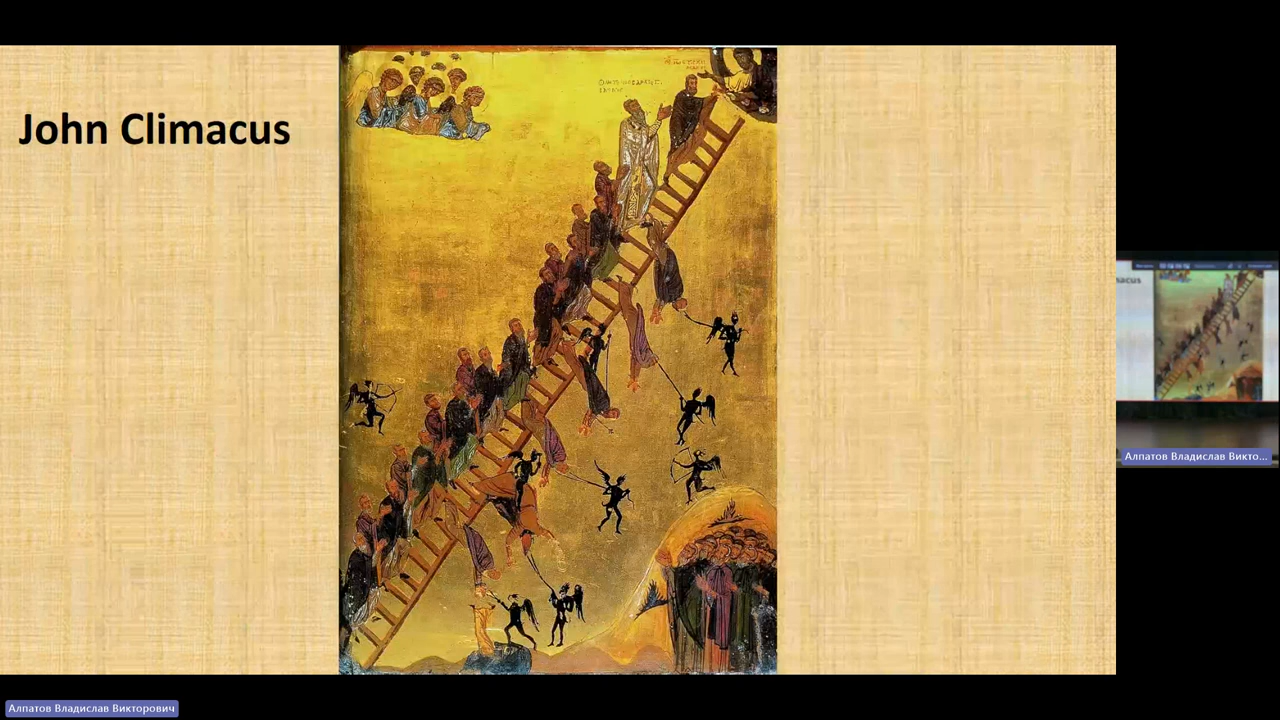 John Climacus
Алпатов Владислав Викто...
Алпатов Владислав Викторович